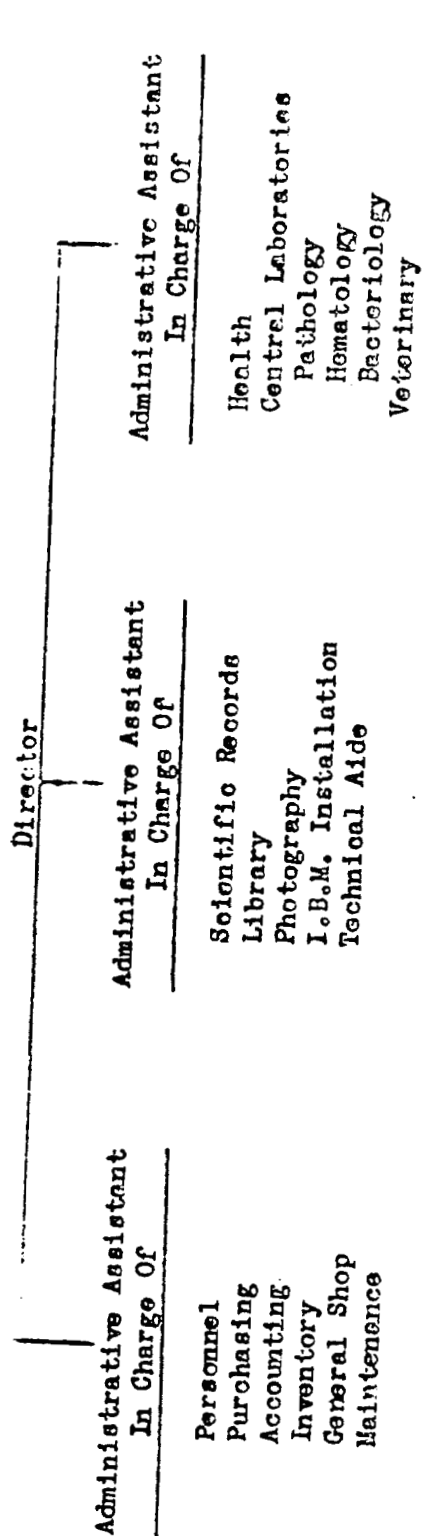 Director
Administrative Assistant
In Charge Of
Personnel
Purchasing
Accounting
Inventory
General Shop
Maintenance
Administrative Assistant
In Charge Of
Scientific Records
Library
Photography
I.B.M. Installation
Technical Aide
Administrative Assistant
In Charge Of
Health
Central Laboratories
Pathology
Hematology
Bacteriology
Veterinary